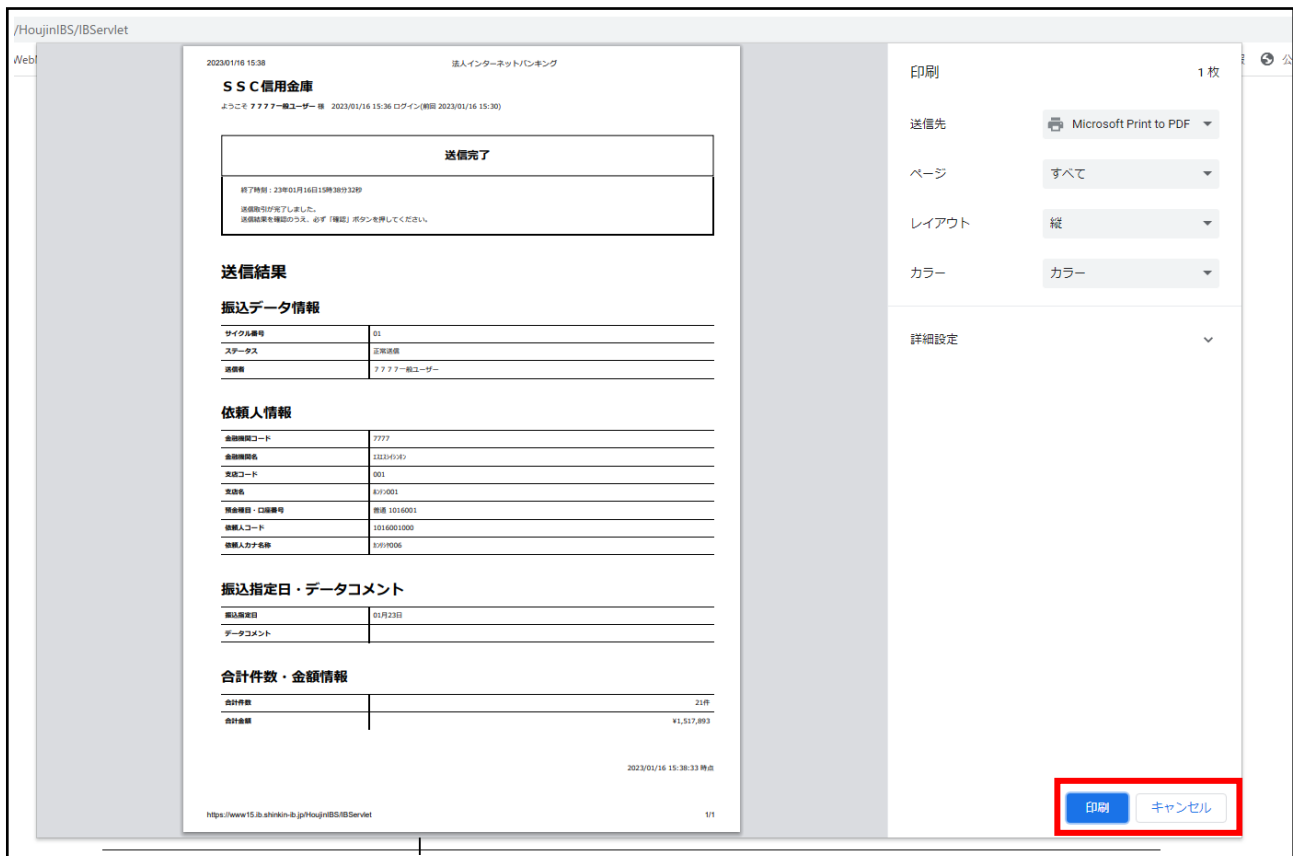 /HoujinIBS/IBServlet
2023/01/16 15:38 法人インターネットバンキング
ＳＳＣ信用金庫
ようこそ ７７７７一般ユーザー 様 2023/01/16 15:36 ログイン(前回 2023/01/16 15:30)
送信完了
終了時刻：23年01月16日15時38分32秒
送信取引が完了しました。
送信結果を確認のうえ、必ず「確認」ボタンを押してください。
送信結果
振込データ情報
サイクル番号 01
ステータス 正常送信
送信者 ７７７７一般ユーザー
依頼人情報
金融機関コード 7777
金融機関名
支店コード 001
支店名 ﾎﾝﾃﾝ001
預金種目・口座番号 普通 1016001
依頼人コード 1016001000
依頼人カナ名称
振込指定日・データコメント
振込指定日 01月23日
データコメント
合計件数・金額情報
合計件数 21件
合計金額 ¥1,517,893
2023/01/16 15:38:33 時点
https://www15.ib.shinkin-ib.jp/HoujinIBS/IBServlet 1/1
印刷 1 枚
送信先 Microsoft Print to PDF
ページ すべて
レイアウト 縦
カラー カラー
詳細設定
印刷 キャンセル